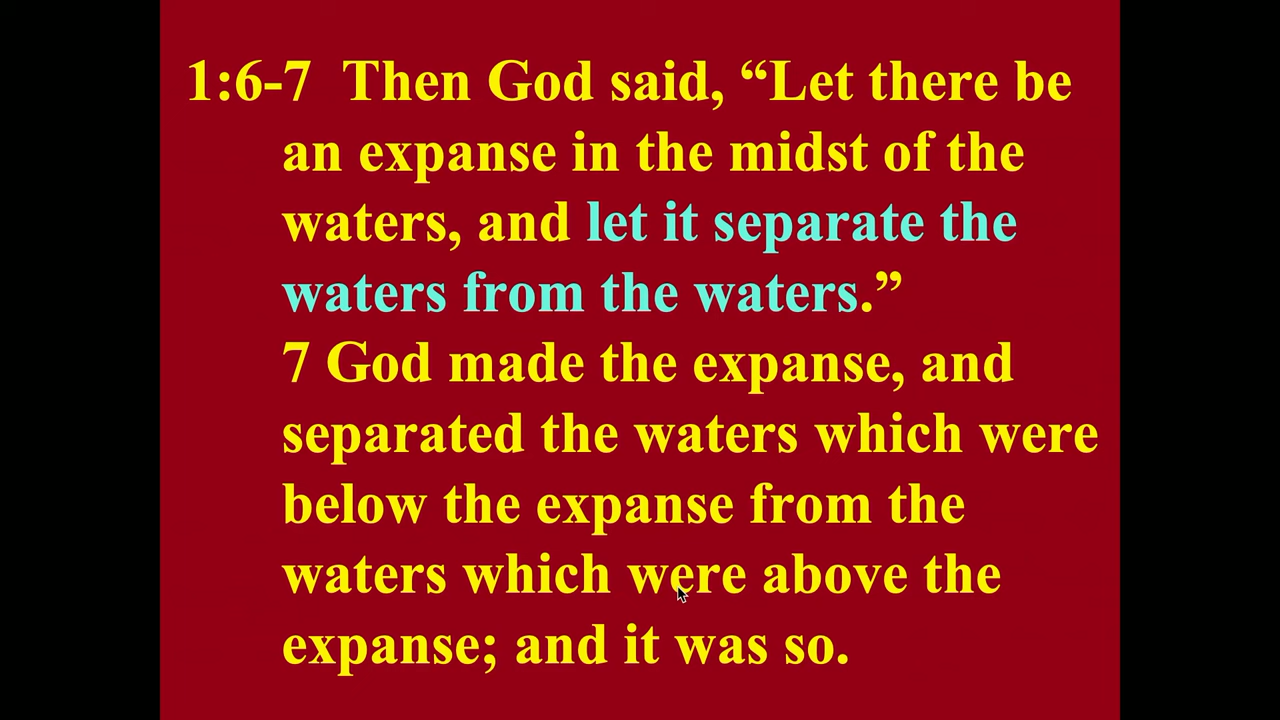 1:6-7 Then God said, “Let there be
an expanse in the midst of the
waters, and let it separate the
waters from the waters.”
7 God made the expanse, and
separated the waters which were
below the expanse from the
waters which were above the
expanse; and it was so.